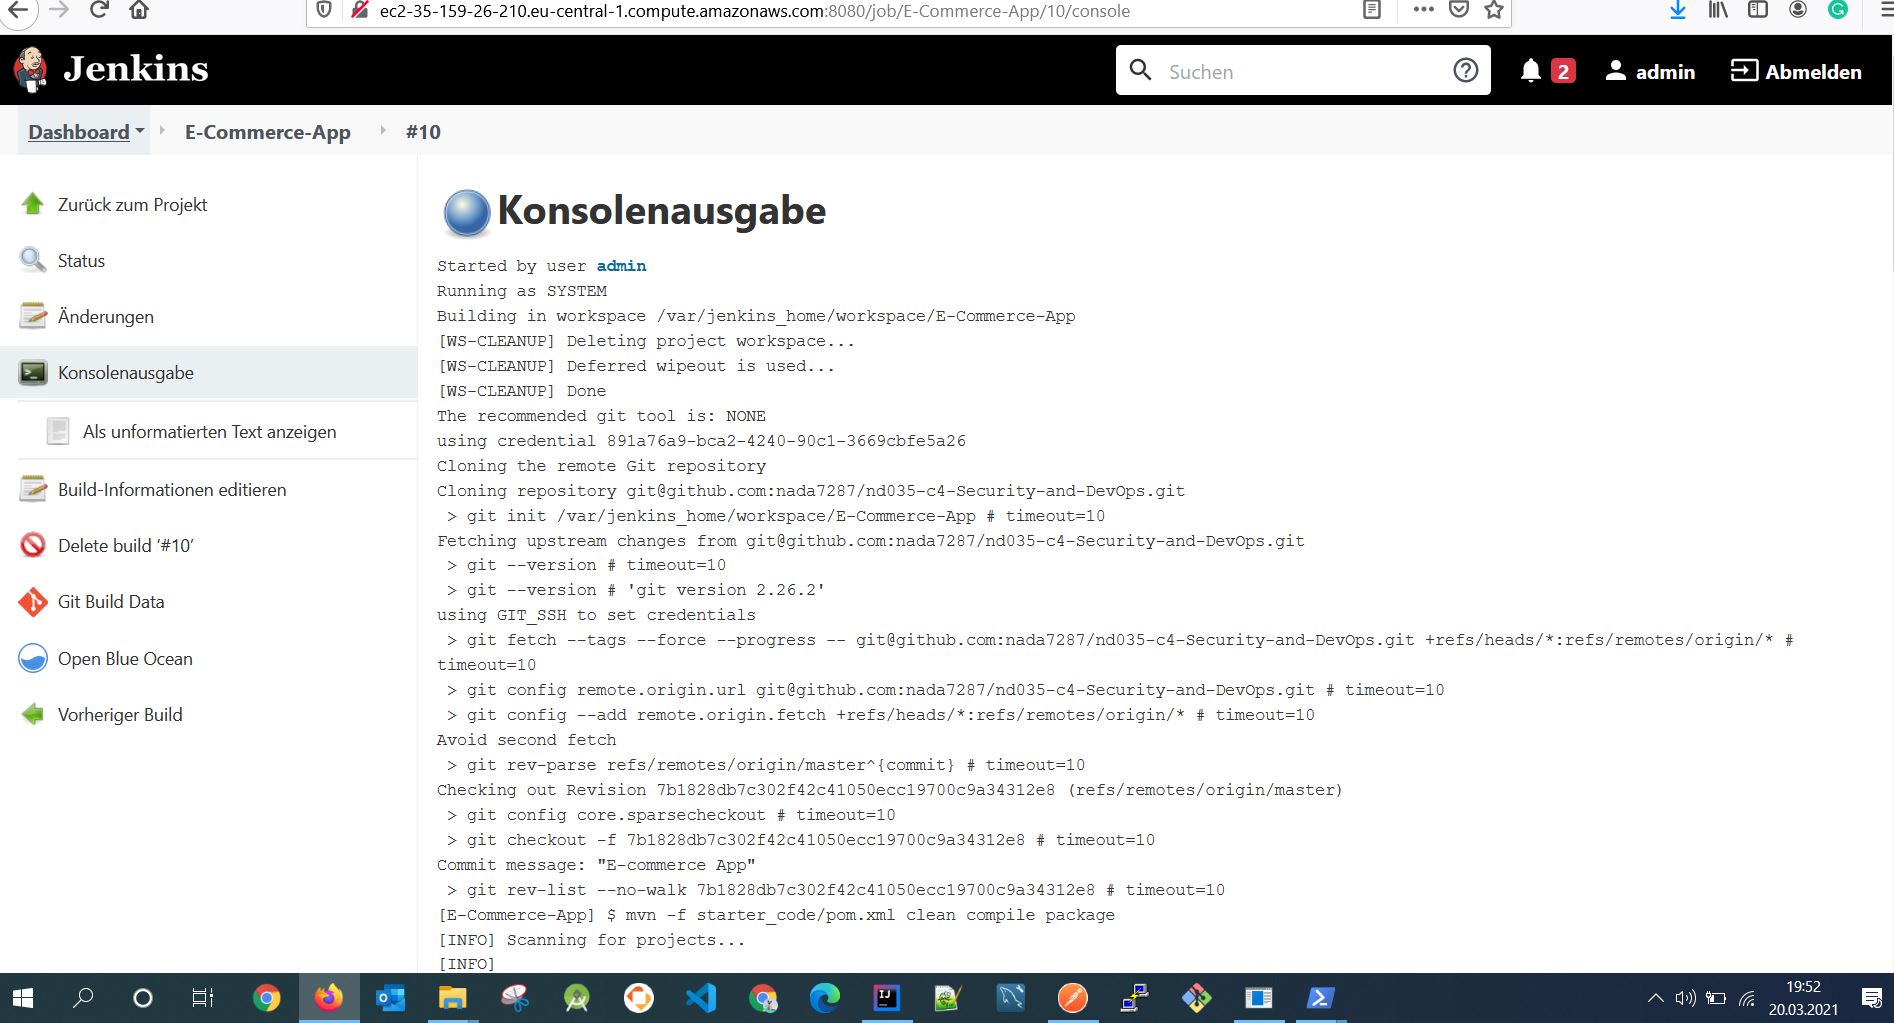 ec2-35-159-26-210.eu-central-1.compute.amazonaws.com:8080/job/E-Commerce-App/10/console
Jenkins
Suchen
2
admin
Abmelden
Dashboard
E-Commerce-App
#10
Zurück zum Projekt
Status
Änderungen
Konsolenausgabe
Als unformatierten Text anzeigen
Build-Informationen editieren
Delete build ‘#10’
Git Build Data
Open Blue Ocean
Vorheriger Build
Konsolenausgabe
Started by user admin
Running as SYSTEM
Building in workspace /var/jenkins_home/workspace/E-Commerce-App
[WS-CLEANUP] Deleting project workspace...
[WS-CLEANUP] Deferred wipeout is used...
[WS-CLEANUP] Done
The recommended git tool is: NONE
using credential 891a76a9-bca2-4240-90c1-3669cbfe5a26
Cloning the remote Git repository
Cloning repository git@github.com:nada7287/nd035-c4-Security-and-DevOps.git
> git init /var/jenkins_home/workspace/E-Commerce-App # timeout=10
Fetching upstream changes from git@github.com:nada7287/nd035-c4-Security-and-DevOps.git
> git --version # timeout=10
> git --version # 'git version 2.26.2'
using GIT_SSH to set credentials
> git fetch --tags --force --progress -- git@github.com:nada7287/nd035-c4-Security-and-DevOps.git +refs/heads/*:refs/remotes/origin/* #
timeout=10
> git config remote.origin.url git@github.com:nada7287/nd035-c4-Security-and-DevOps.git # timeout=10
> git config --add remote.origin.fetch +refs/heads/*:refs/remotes/origin/* # timeout=10
Avoid second fetch
> git rev-parse refs/remotes/origin/master^{commit} # timeout=10
Checking out Revision 7b1828db7c302f42c41050ecc19700c9a34312e8 (refs/remotes/origin/master)
> git config core.sparsecheckout # timeout=10
> git checkout -f 7b1828db7c302f42c41050ecc19700c9a34312e8 # timeout=10
Commit message: "E-commerce App"
> git rev-list --no-walk 7b1828db7c302f42c41050ecc19700c9a34312e8 # timeout=10
[E-Commerce-App] $ mvn -f starter_code/pom.xml clean compile package
[INFO] Scanning for projects...
[INFO]
19:52
20.03.2021